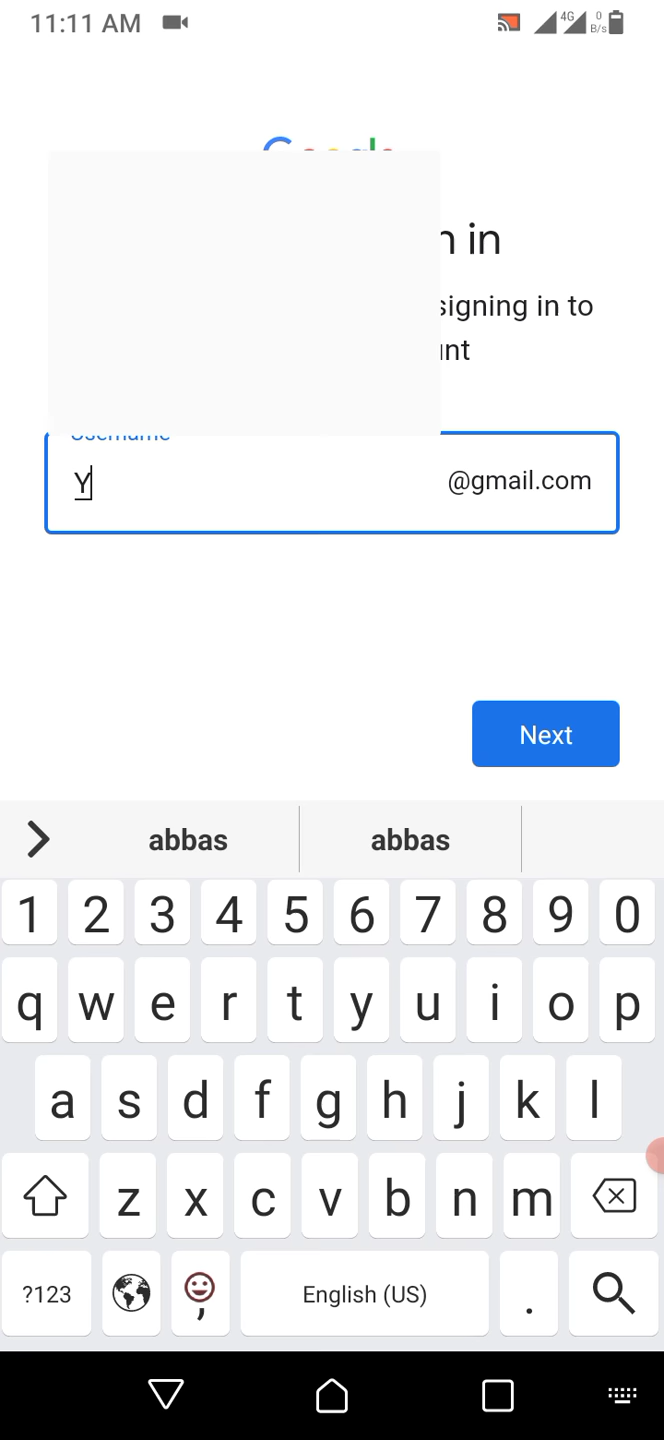 11:11 AM
4G
0
B/s
in
signing in to
Username
Y
@gmail.com
Next
abbas abbas
1 2 3 4 5 6 7 8 9 0
q w e r t y u i o p
a s d f g h j k l
z x c v b n m
?123 , English (US) .